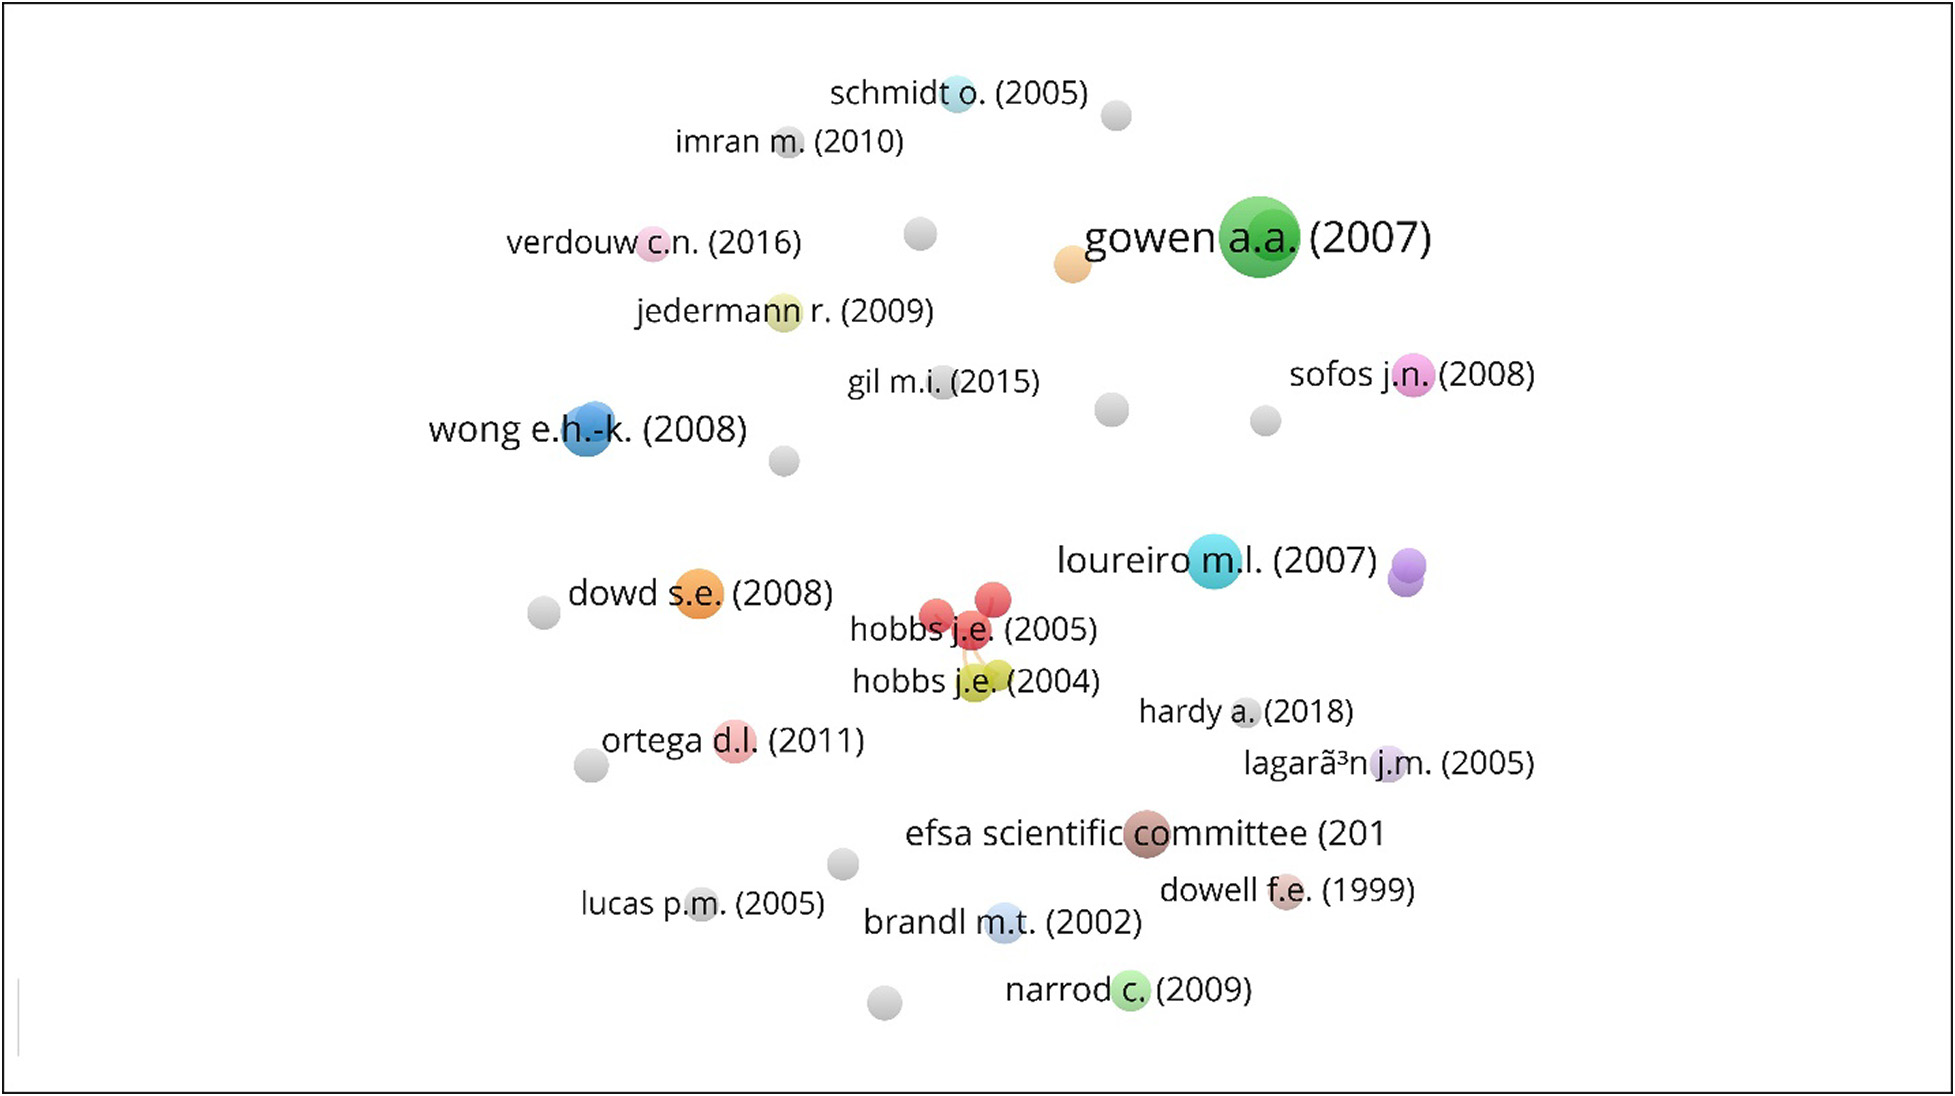 schmidt o. (2005)
imran m. (2010)
verdouw c.n. (2016)
gowen a.a. (2007)
jedermann r. (2009)
gil m.i. (2015)
sofos j.n. (2008)
wong e.h.-k. (2008)
loureiro m.l. (2007)
dowd s.e. (2008)
hobbs j.e. (2005)
hobbs j.e. (2004)
hardy a. (2018)
ortega d.l. (2011)
lagarã³n j.m. (2005)
efsa scientific committee (201
dowell f.e. (1999)
lucas p.m. (2005)
brandl m.t. (2002)
narrod c. (2009)